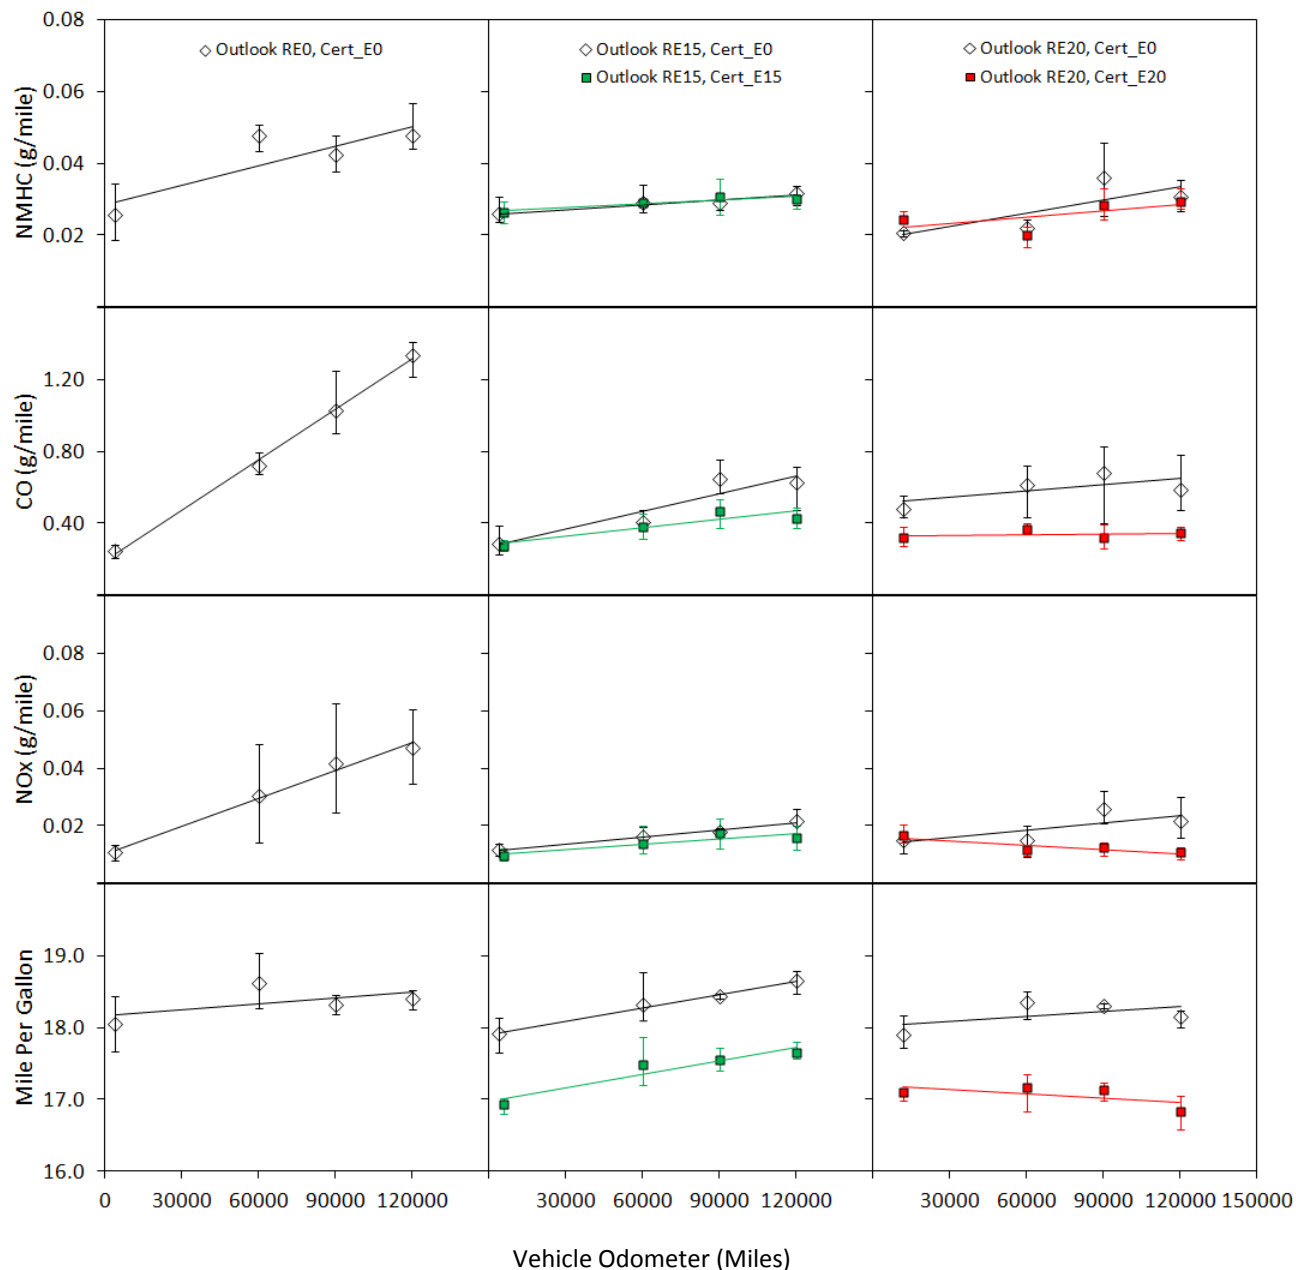 0.08
Outlook RE0, Cert_E0
Outlook RE15, Cert_E0
Outlook RE20, Cert_E0
Outlook RE15, Cert_E15
Outlook RE20, Cert_E20
0.06
NMHC (g/mile)
0.04
0.02
1.20
CO (g/mile)
0.80
0.40
0.08
NOx (g/mile)
0.06
0.04
0.02
Mile Per Gallon
19.0
18.0
17.0
16.0
0 30000 60000 90000 120000 30000 60000 90000 120000 30000 60000 90000 120000 150000
Vehicle Odometer (Miles)